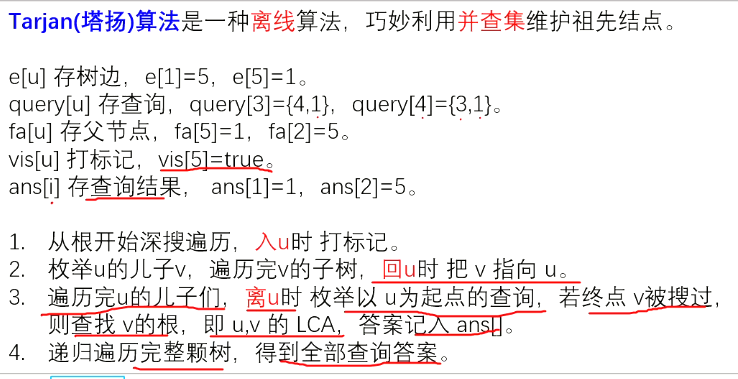 Tarjan(塔扬)算法是一种离线算法，巧妙利用并查集维护祖先结点。
e[u] 存树边，e[1]=5，e[5]=1。
query[u] 存查询，query[3]={4,1}，query[4]={3,1}。
fa[u] 存父节点，fa[5]=1，fa[2]=5。
vis[u] 打标记，vis[5]=true。
ans[i] 存查询结果， ans[1]=1，ans[2]=5。
1. 从根开始深搜遍历，入u时 打标记。
2. 枚举u的儿子v，遍历完v的子树，回u时 把 v 指向 u。
3. 遍历完u的儿子们，离u时 枚举以 u为起点的查询，若终点 v被搜过，
则查找 v的根，即 u,v 的 LCA，答案记入 ans[]。
4. 递归遍历完整颗树，得到全部查询答案。